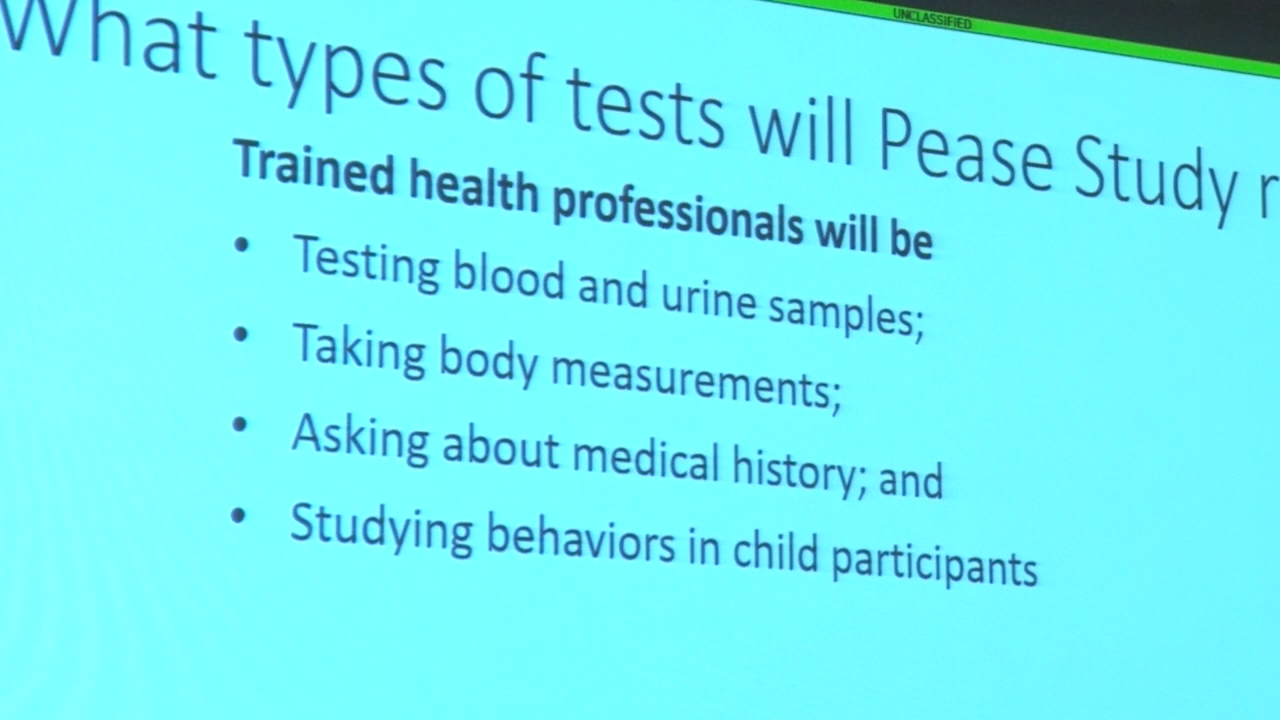 UNCLASSIFIED
What types of tests will Pease Study
Trained health professionals will be
• Testing blood and urine samples;
• Taking body measurements;
• Asking about medical history; and
• Studying behaviors in child participants